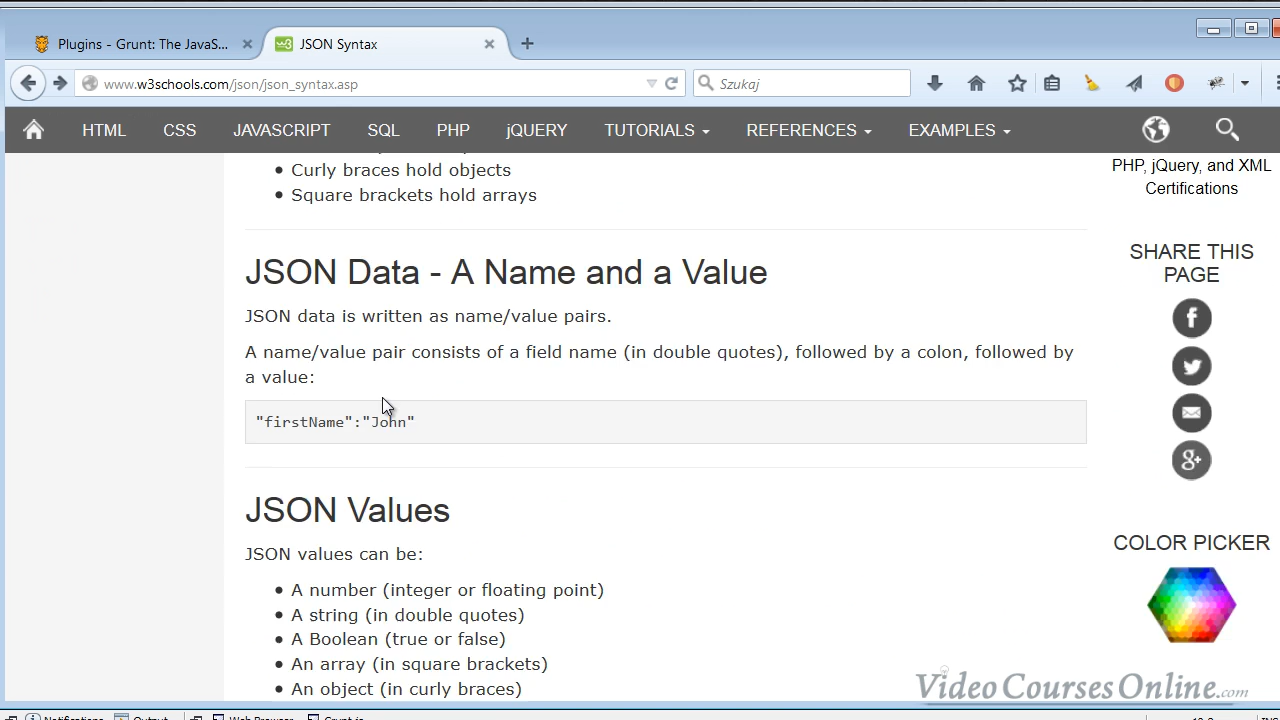 Plugins - Grunt: The JavaS...
JSON Syntax
www.w3schools.com/json/json_syntax.asp
Szukaj
HTML
CSS
JAVASCRIPT
SQL
PHP
jQUERY
TUTORIALS
REFERENCES
EXAMPLES
• Curly braces hold objects
• Square brackets hold arrays
JSON Data - A Name and a Value
JSON data is written as name/value pairs.
A name/value pair consists of a field name (in double quotes), followed by a colon, followed by
a value:
"firstName":"John"
JSON Values
JSON values can be:
• A number (integer or floating point)
• A string (in double quotes)
• A Boolean (true or false)
• An array (in square brackets)
• An object (in curly braces)
PHP, jQuery, and XML
Certifications
SHARE THIS
PAGE
COLOR PICKER
VideoCoursesOnline.com
Notifications
Output
Web Browser